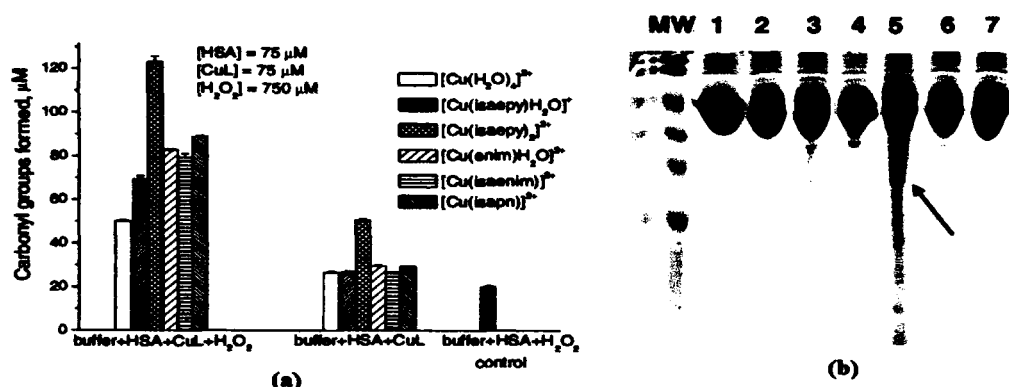 [HSA] = 75 μM
[CuL] = 75 μM
[H₂O₂] = 750 μM
[Cu(H₂O)₄]²⁺
[Cu(isaepy)H₂O]⁺
[Cu(isaepy)₂]²⁺
[Cu(enim)H₂O]²⁺
[Cu(isaenim)]²⁺
[Cu(isapn)]²⁺
Carbonyl groups formed, μM
120
100
80
60
40
20
0
buffer+HSA+CuL+H₂O₂
buffer+HSA+CuL
buffer+HSA+H₂O₂
control
(a)
MW 1 2 3 4 5 6 7
(b)